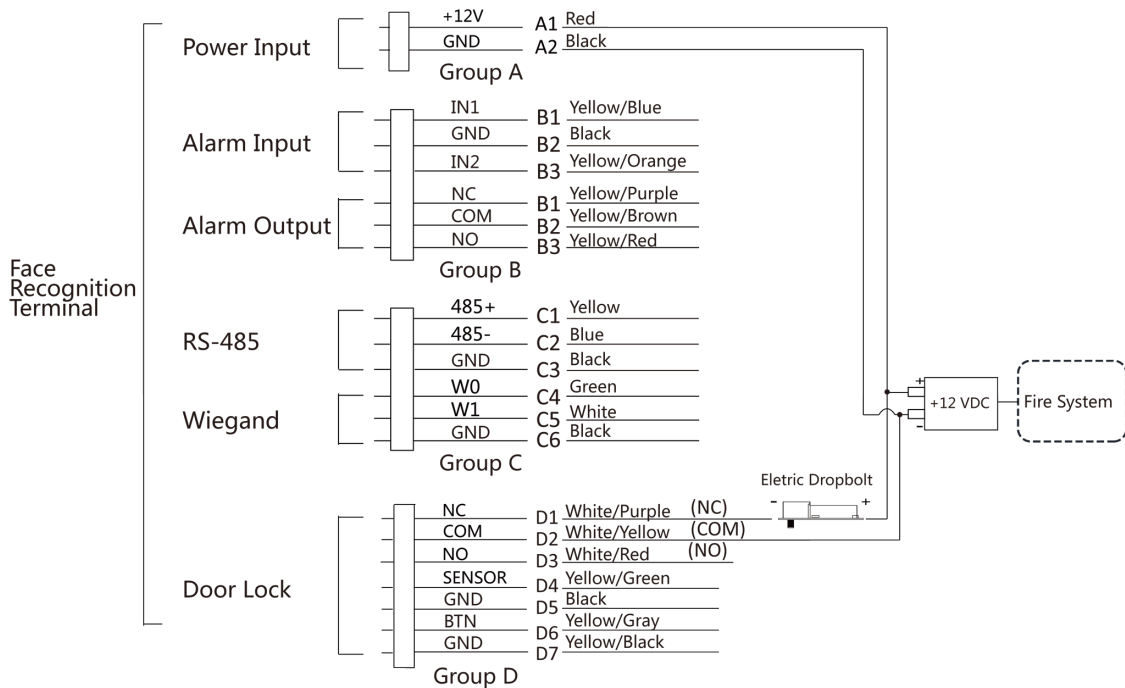 +12V A1 Red
Power Input
GND A2 Black
Group A
IN1 B1 Yellow/Blue
Alarm Input
GND B2 Black
IN2 B3 Yellow/Orange
NC B1 Yellow/Purple
Alarm Output
COM B2 Yellow/Brown
NO B3 Yellow/Red
Group B
Face
Recognition
Terminal
485+ C1 Yellow
RS-485
485- C2 Blue
GND C3 Black
W0 C4 Green
Wiegand
W1 C5 White
GND C6 Black
Group C
+
+12 VDC
-
Fire System
Eletric Dropbolt
- +
NC D1 White/Purple (NC)
COM D2 White/Yellow (COM)
NO D3 White/Red (NO)
SENSOR D4 Yellow/Green
Door Lock
GND D5 Black
BTN D6 Yellow/Gray
GND D7 Yellow/Black
Group D